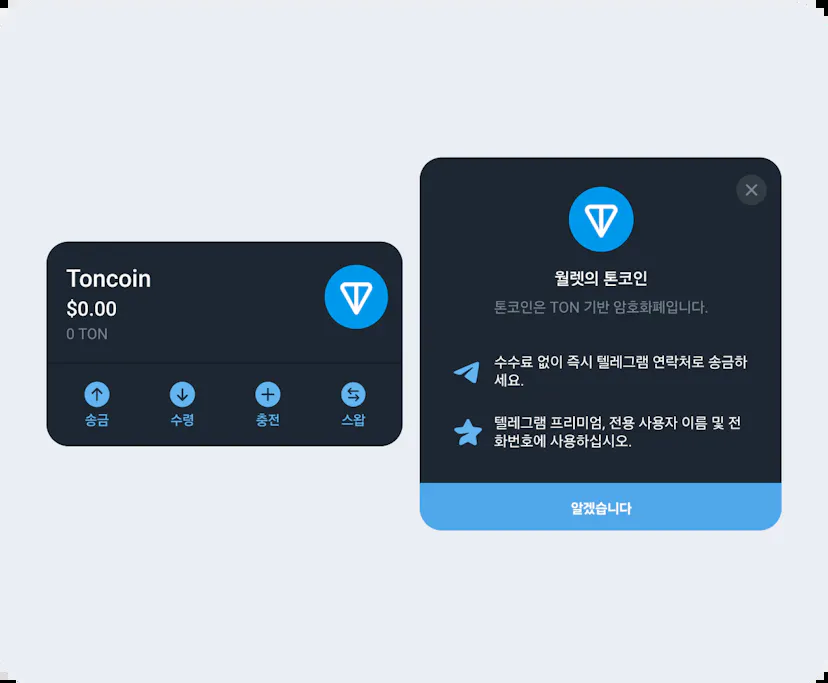 Toncoin
$0.00
0 TON
송금
수령
충전
스왑
월렛의 톤코인
톤코인은 TON 기반 암호화폐입니다.
수수료 없이 즉시 텔레그램 연락처로 송금하
세요.
텔레그램 프리미엄, 전용 사용자 이름 및 전
화번호에 사용하십시오.
알겠습니다